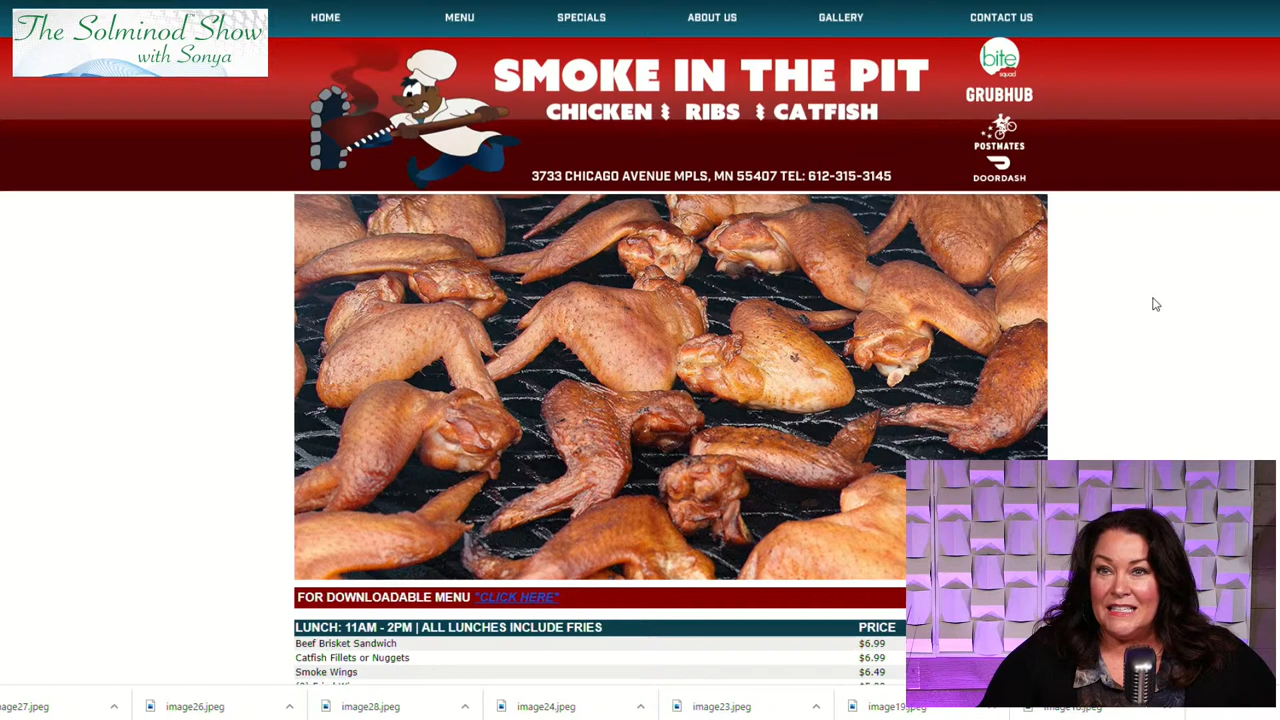 The Solminod Show
with Sonya
HOME MENU SPECIALS ABOUT US GALLERY CONTACT US
SMOKE IN THE PIT
CHICKEN RIBS CATFISH
3733 CHICAGO AVENUE MPLS, MN 55407 TEL: 612-315-3145
bite
squad
GRUBHUB
POSTMATES
DOORDASH
FOR DOWNLOADABLE MENU "CLICK HERE"
LUNCH: 11AM - 2PM | ALL LUNCHES INCLUDE FRIES PRICE
Beef Brisket Sandwich $6.99
Catfish Fillets or Nuggets $6.99
Smoke Wings $6.49
image26.jpeg image28.jpeg image24.jpeg image23.jpeg